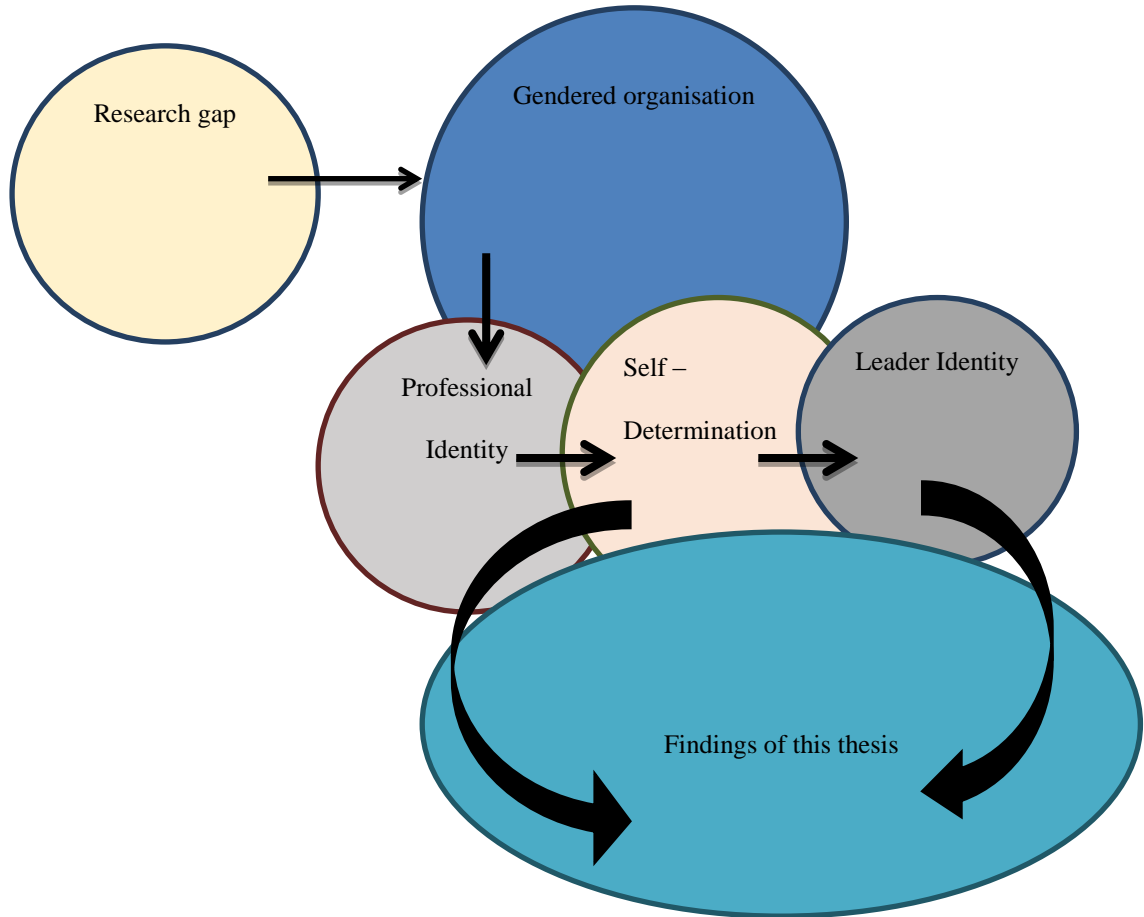 Research gap
Gendered organisation
Professional
Identity
Self –
Determination
Leader Identity
Findings of this thesis